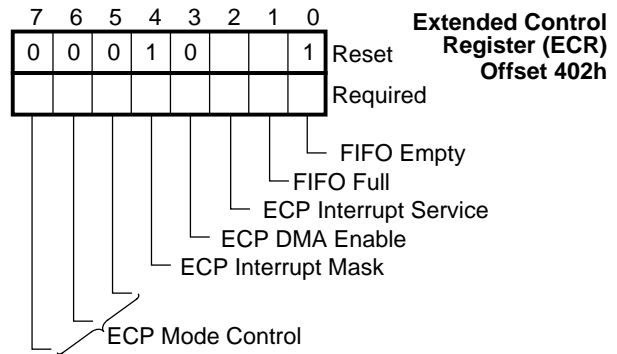 7 6 5 4 3 2 1 0
Extended Control
Register (ECR)
Offset 402h
0 0 0 1 0 1 Reset
Required
FIFO Empty
FIFO Full
ECP Interrupt Service
ECP DMA Enable
ECP Interrupt Mask
ECP Mode Control